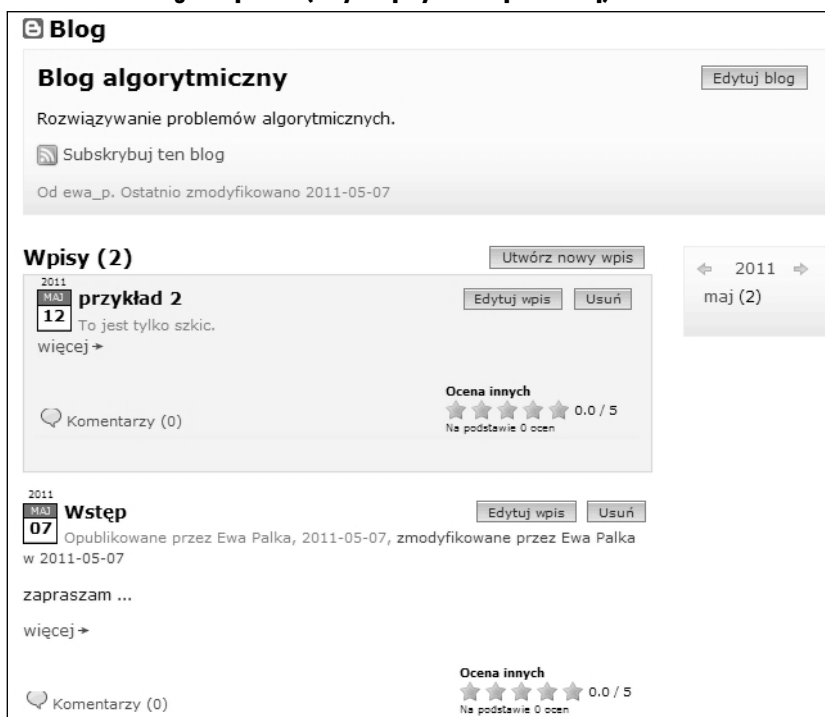 Blog
Blog algorytmiczny
Edytuj blog
Rozwiązywanie problemów algorytmicznych.
Subskrybuj ten blog
Od ewa_p. Ostatnio zmodyfikowano 2011-05-07
Wpisy (2)
Utwórz nowy wpis
2011
MAJ
12
przykład 2
Edytuj wpis
Usuń
To jest tylko szkic.
więcej
Komentarzy (0)
Ocena innych
0.0 / 5
Na podstawie 0 ocen
2011
MAJ
07
Wstęp
Edytuj wpis
Usuń
Opublikowane przez Ewa Palka, 2011-05-07, zmodyfikowane przez Ewa Palka
w 2011-05-07
zapraszam ...
więcej
Komentarzy (0)
Ocena innych
0.0 / 5
Na podstawie 0 ocen
2011
maj (2)